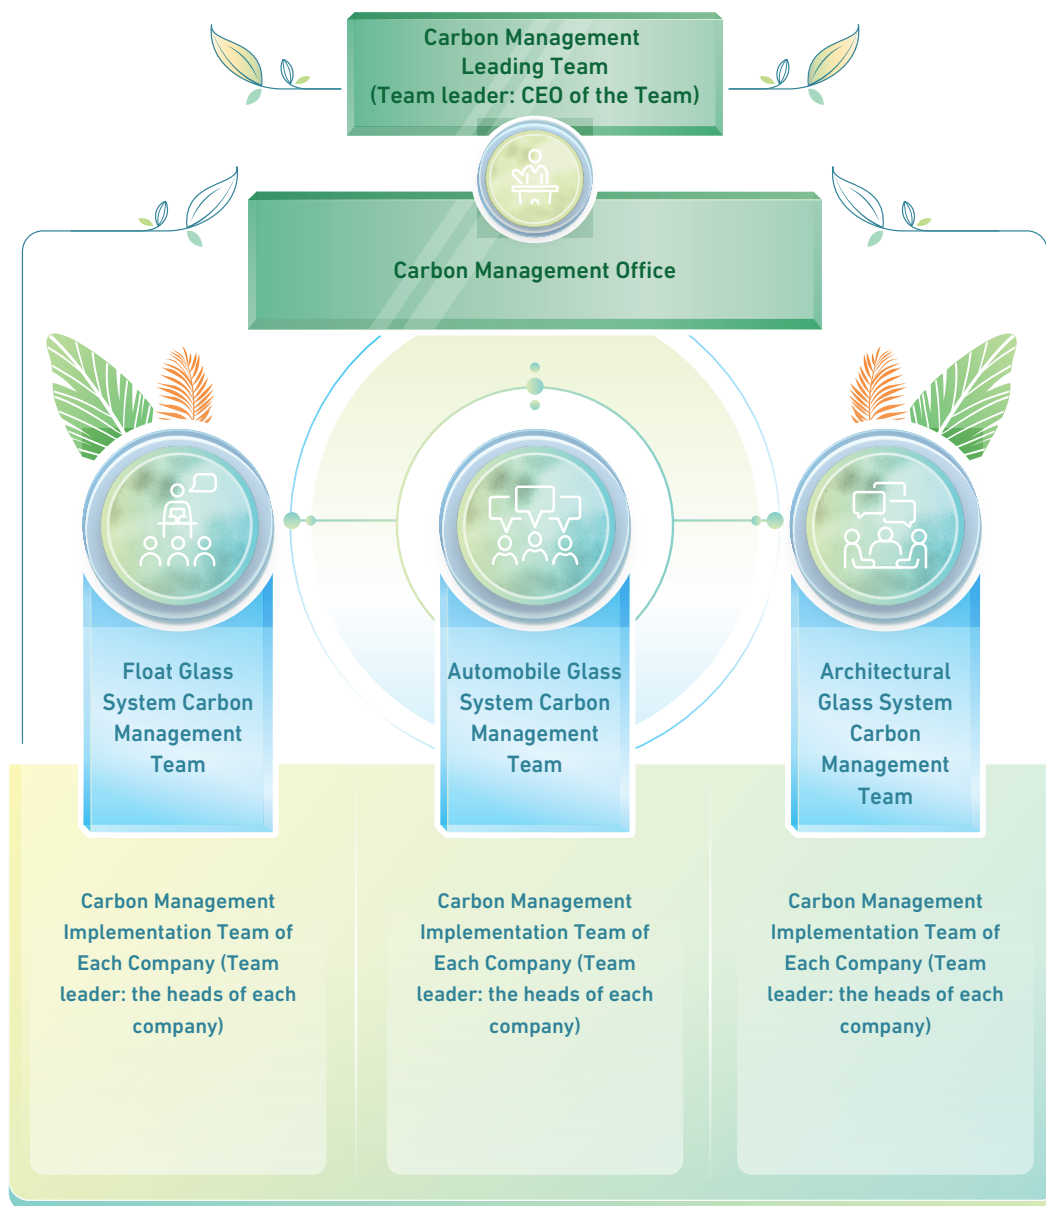 Carbon Management
Leading Team
(Team leader: CEO of the Team)
Carbon Management Office
Float Glass
System Carbon
Management
Team
Automobile Glass
System Carbon
Management
Team
Architectural
Glass System
Carbon
Management
Team
Carbon Management
Implementation Team of
Each Company (Team
leader: the heads of each
company)
Carbon Management
Implementation Team of
Each Company (Team
leader: the heads of each
company)
Carbon Management
Implementation Team of
Each Company (Team
leader: the heads of each
company)